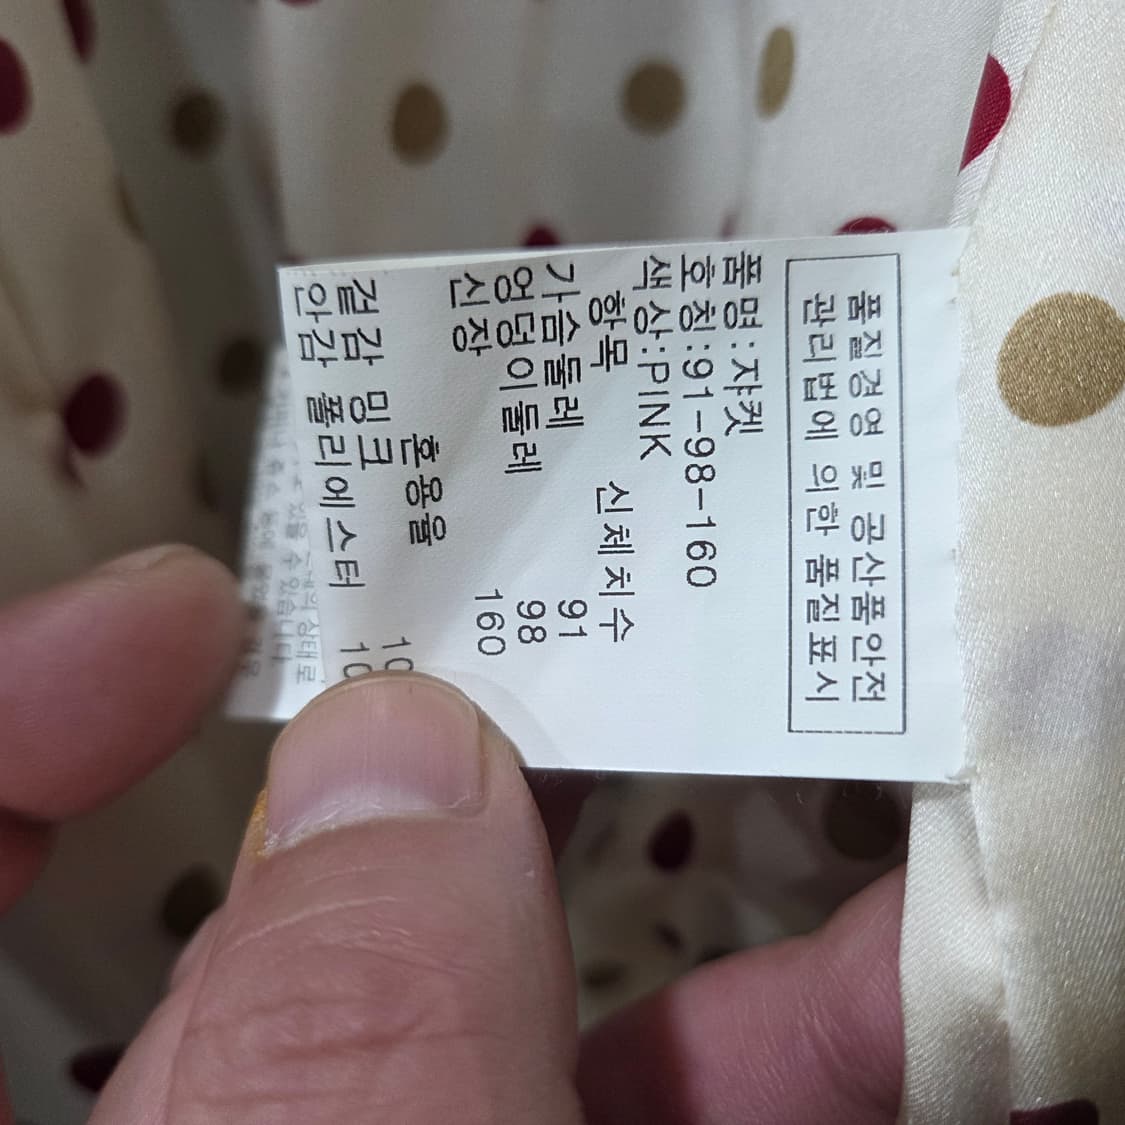 품질경영 및 공산품안전
관리법에 의한 품질표시
품명:쟈켓
호칭:91-98-160
색상:PINK
항목 신체치수
가슴둘레 91
엉덩이둘레 98
신장 160
혼용율
겉감 밍크
안감 폴리에스터